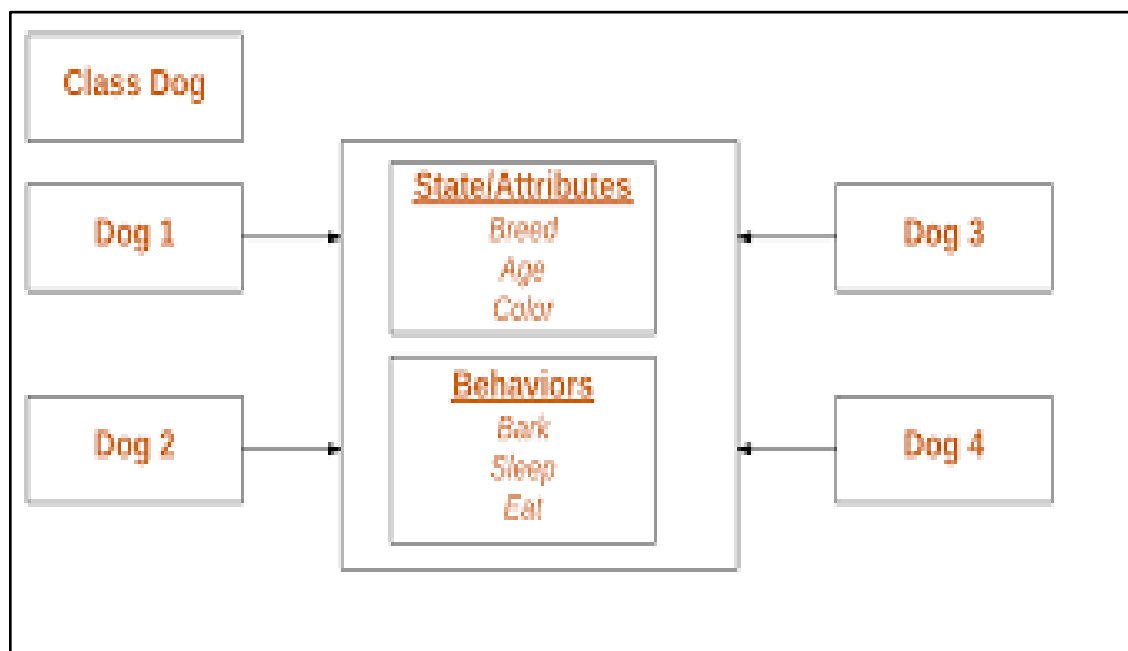 Class Dog
Dog 1
Dog 2
State/Attributes
Breed
Age
Color
Behaviors
Bark
Sleep
Eat
Dog 3
Dog 4